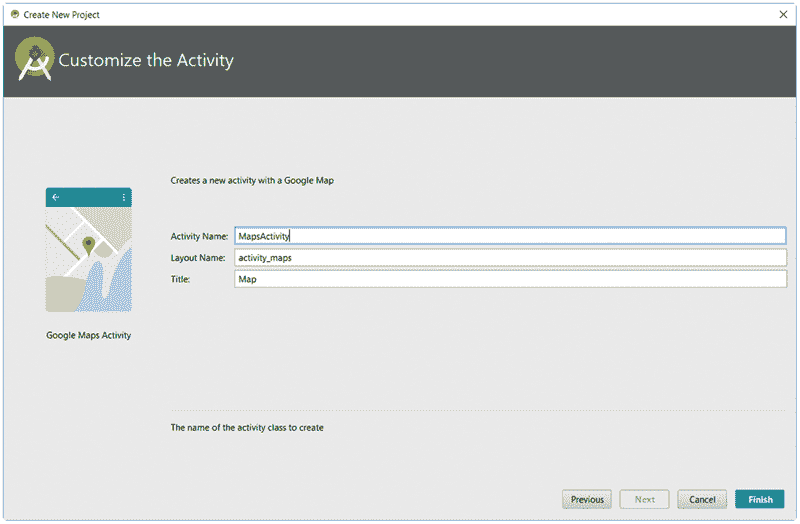 Create New Project
Customize the Activity
Creates a new activity with a Google Map
Activity Name: MapsActivity
Layout Name: activity_maps
Title: Map
Google Maps Activity
The name of the activity class to create
Previous Next Cancel Finish